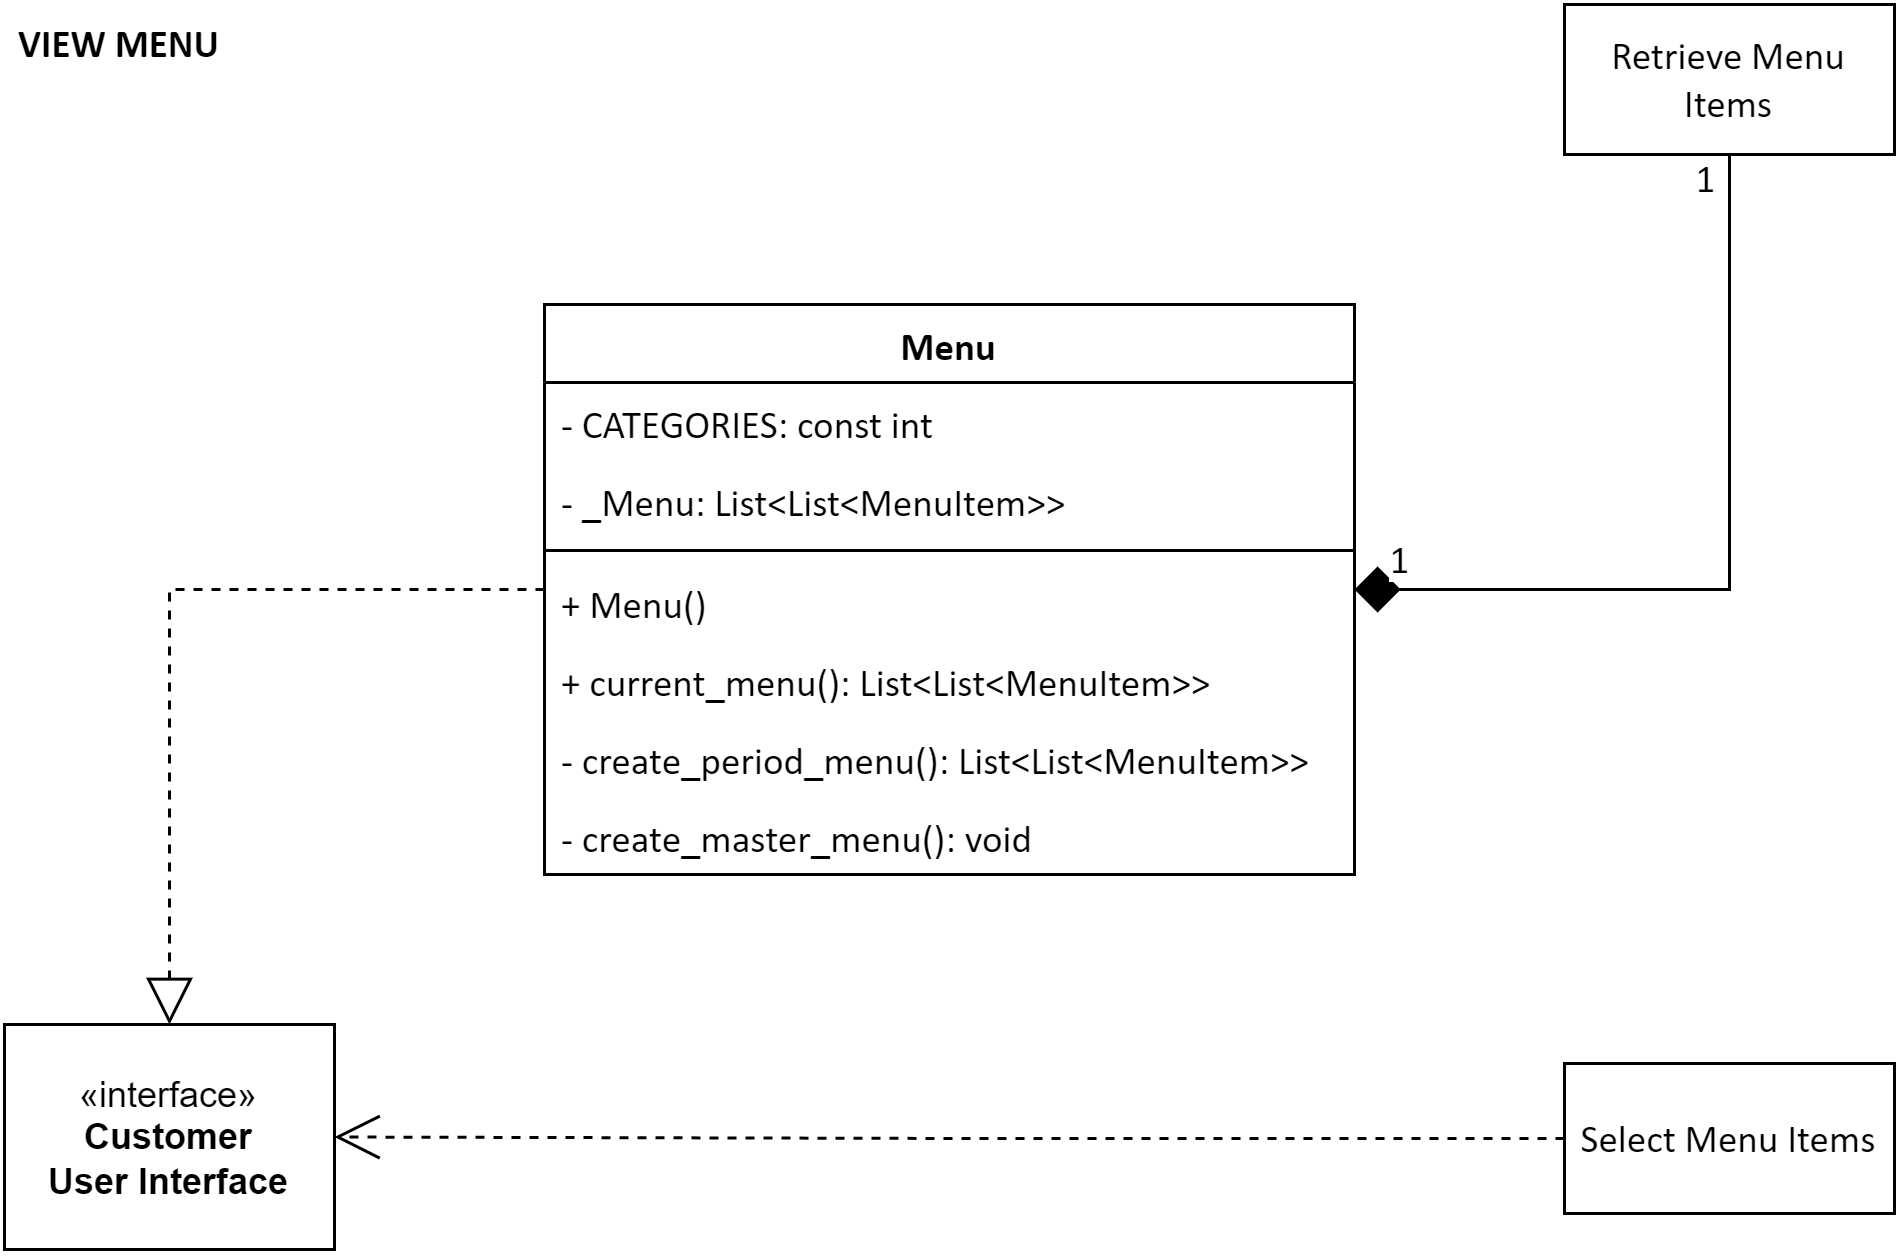 VIEW MENU
Retrieve Menu
Items
1
Menu
- CATEGORIES: const int
- _Menu: List<List<MenuItem>>
1
+ Menu()
+ current_menu(): List<List<MenuItem>>
- create_period_menu(): List<List<MenuItem>>
- create_master_menu(): void
«interface»
Customer
User Interface
Select Menu Items